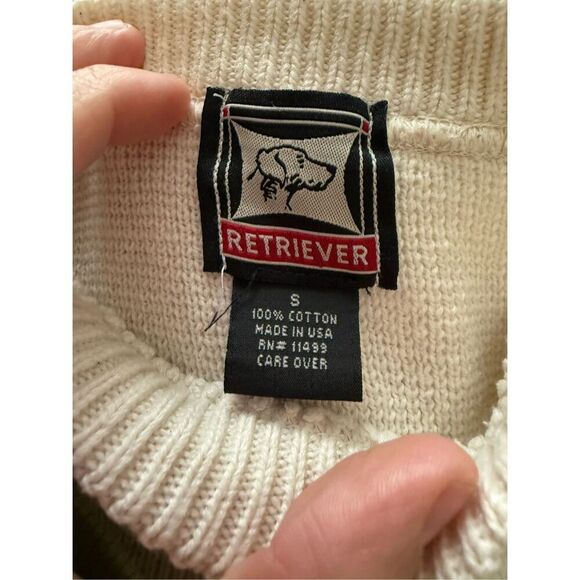 RETRIEVER
S
100% COTTON
MADE IN USA
RN# 11499
CARE OVER